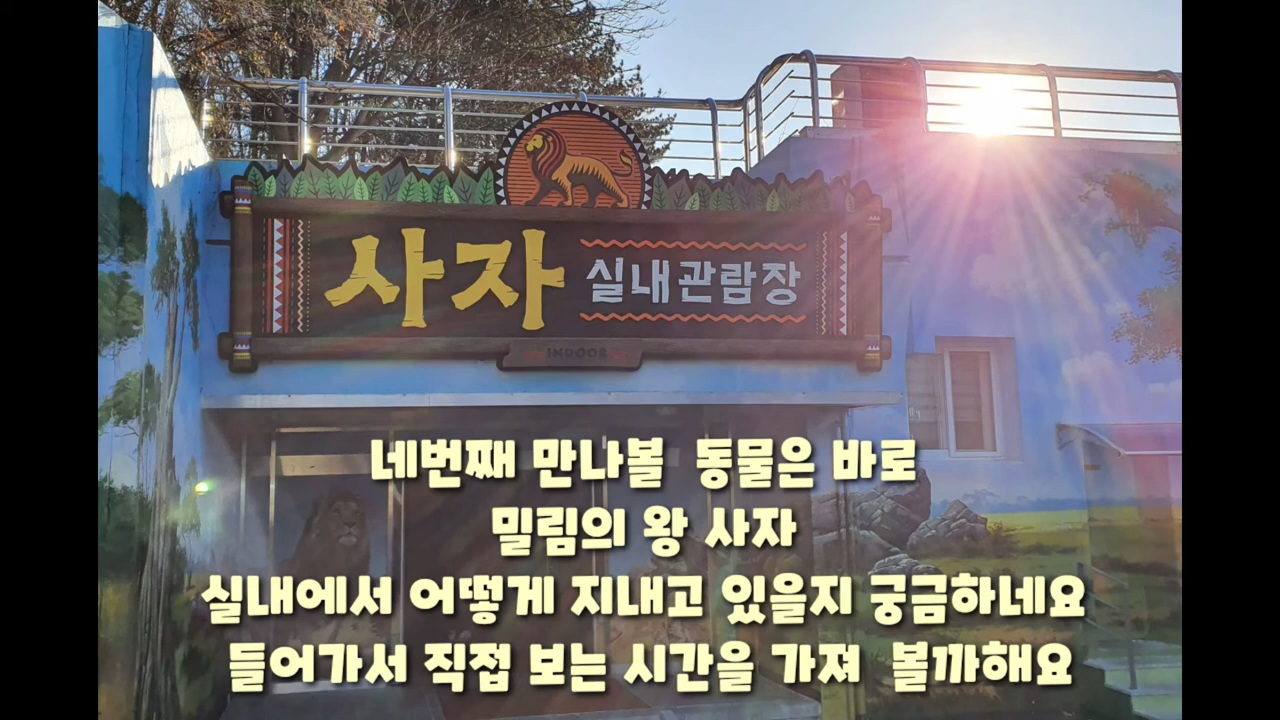 사자 실내관람장
INDOOR
네번째 만나볼 동물은 바로
밀림의 왕 사자
실내에서 어떻게 지내고 있을지 궁금하네요
들어가서 직접 보는 시간을 가져 볼까해요